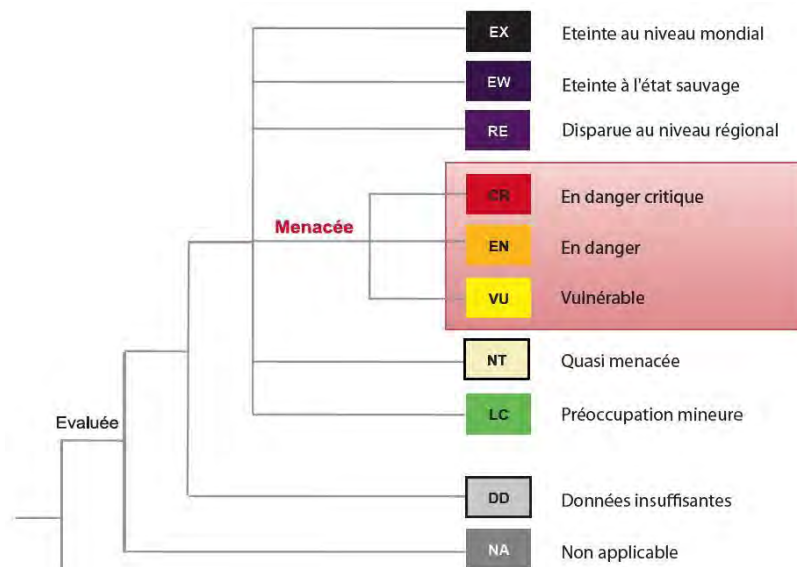 EX Eteinte au niveau mondial
EW Eteinte à l'état sauvage
RE Disparue au niveau régional
CR En danger critique
Menacée
EN En danger
VU Vulnérable
NT Quasi menacée
LC Préoccupation mineure
Evaluée
DD Données insuffisantes
NA Non applicable